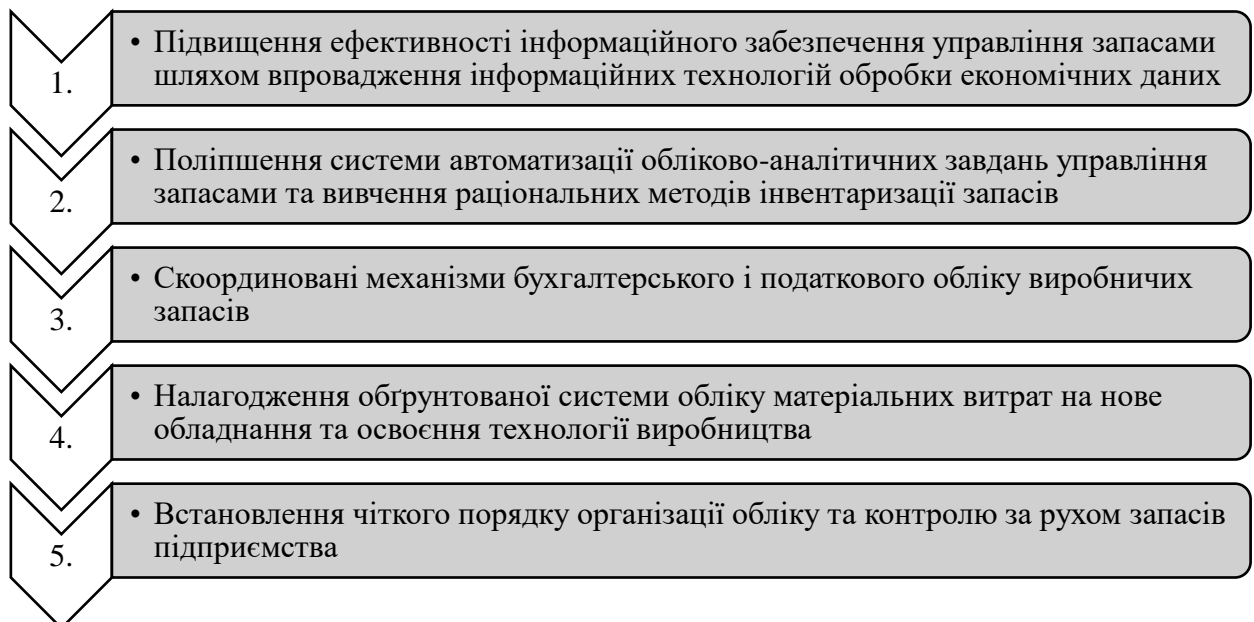 1.
• Підвищення ефективності інформаційного забезпечення управління запасами
шляхом впровадження інформаційних технологій обробки економічних даних
2.
• Поліпшення системи автоматизації обліково-аналітичних завдань управління
запасами та вивчення раціональних методів інвентаризації запасів
3.
• Скоординовані механізми бухгалтерського і податкового обліку виробничих
запасів
4.
• Налагодження обґрунтованої системи обліку матеріальних витрат на нове
обладнання та освоєння технології виробництва
5.
• Встановлення чіткого порядку організації обліку та контролю за рухом запасів
підприємства